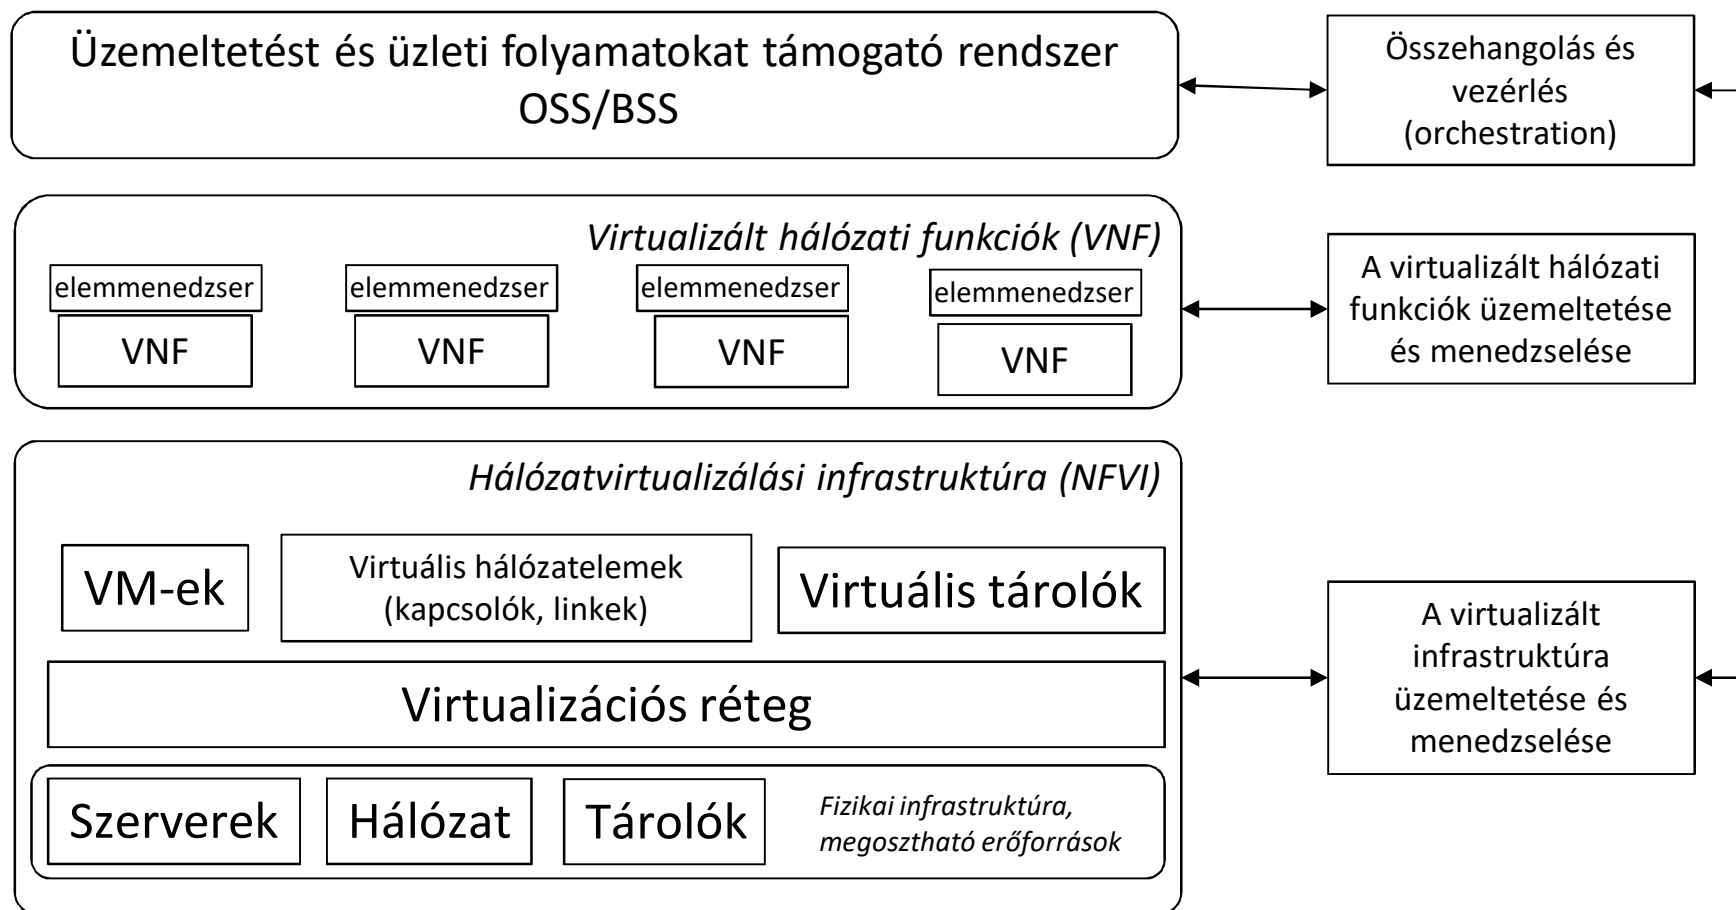 Üzemeltetést és üzleti folyamatokat támogató rendszer
OSS/BSS
Összehangolás és
vezérlés
(orchestration)
Virtualizált hálózati funkciók (VNF)
elemmenedzser
elemmenedzser
elemmenedzser
elemmenedzser
VNF
VNF
VNF
VNF
A virtualizált hálózati
funkciók üzemeltetése
és menedzselése
Hálózatvirtualizálási infrastruktúra (NFVI)
VM-ek
Virtuális hálózatelemek
(kapcsolók, linkek)
Virtuális tárolók
Virtualizációs réteg
Szerverek
Hálózat
Tárolók
Fizikai infrastruktúra,
megosztható erőforrások
A virtualizált
infrastruktúra
üzemeltetése és
menedzselése